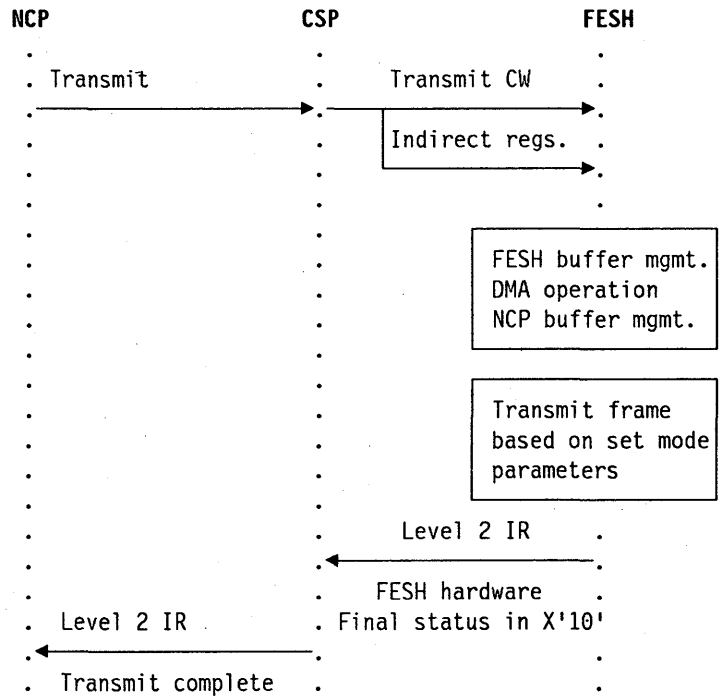 NCP CSP FESH
Transmit Transmit CW
Indirect regs.
FESH buffer mgmt.
DMA operation
NCP buffer mgmt.
Transmit frame
based on set mode
parameters
Level 2 IR
FESH hardware
Level 2 IR Final status in X'10'
Transmit complete